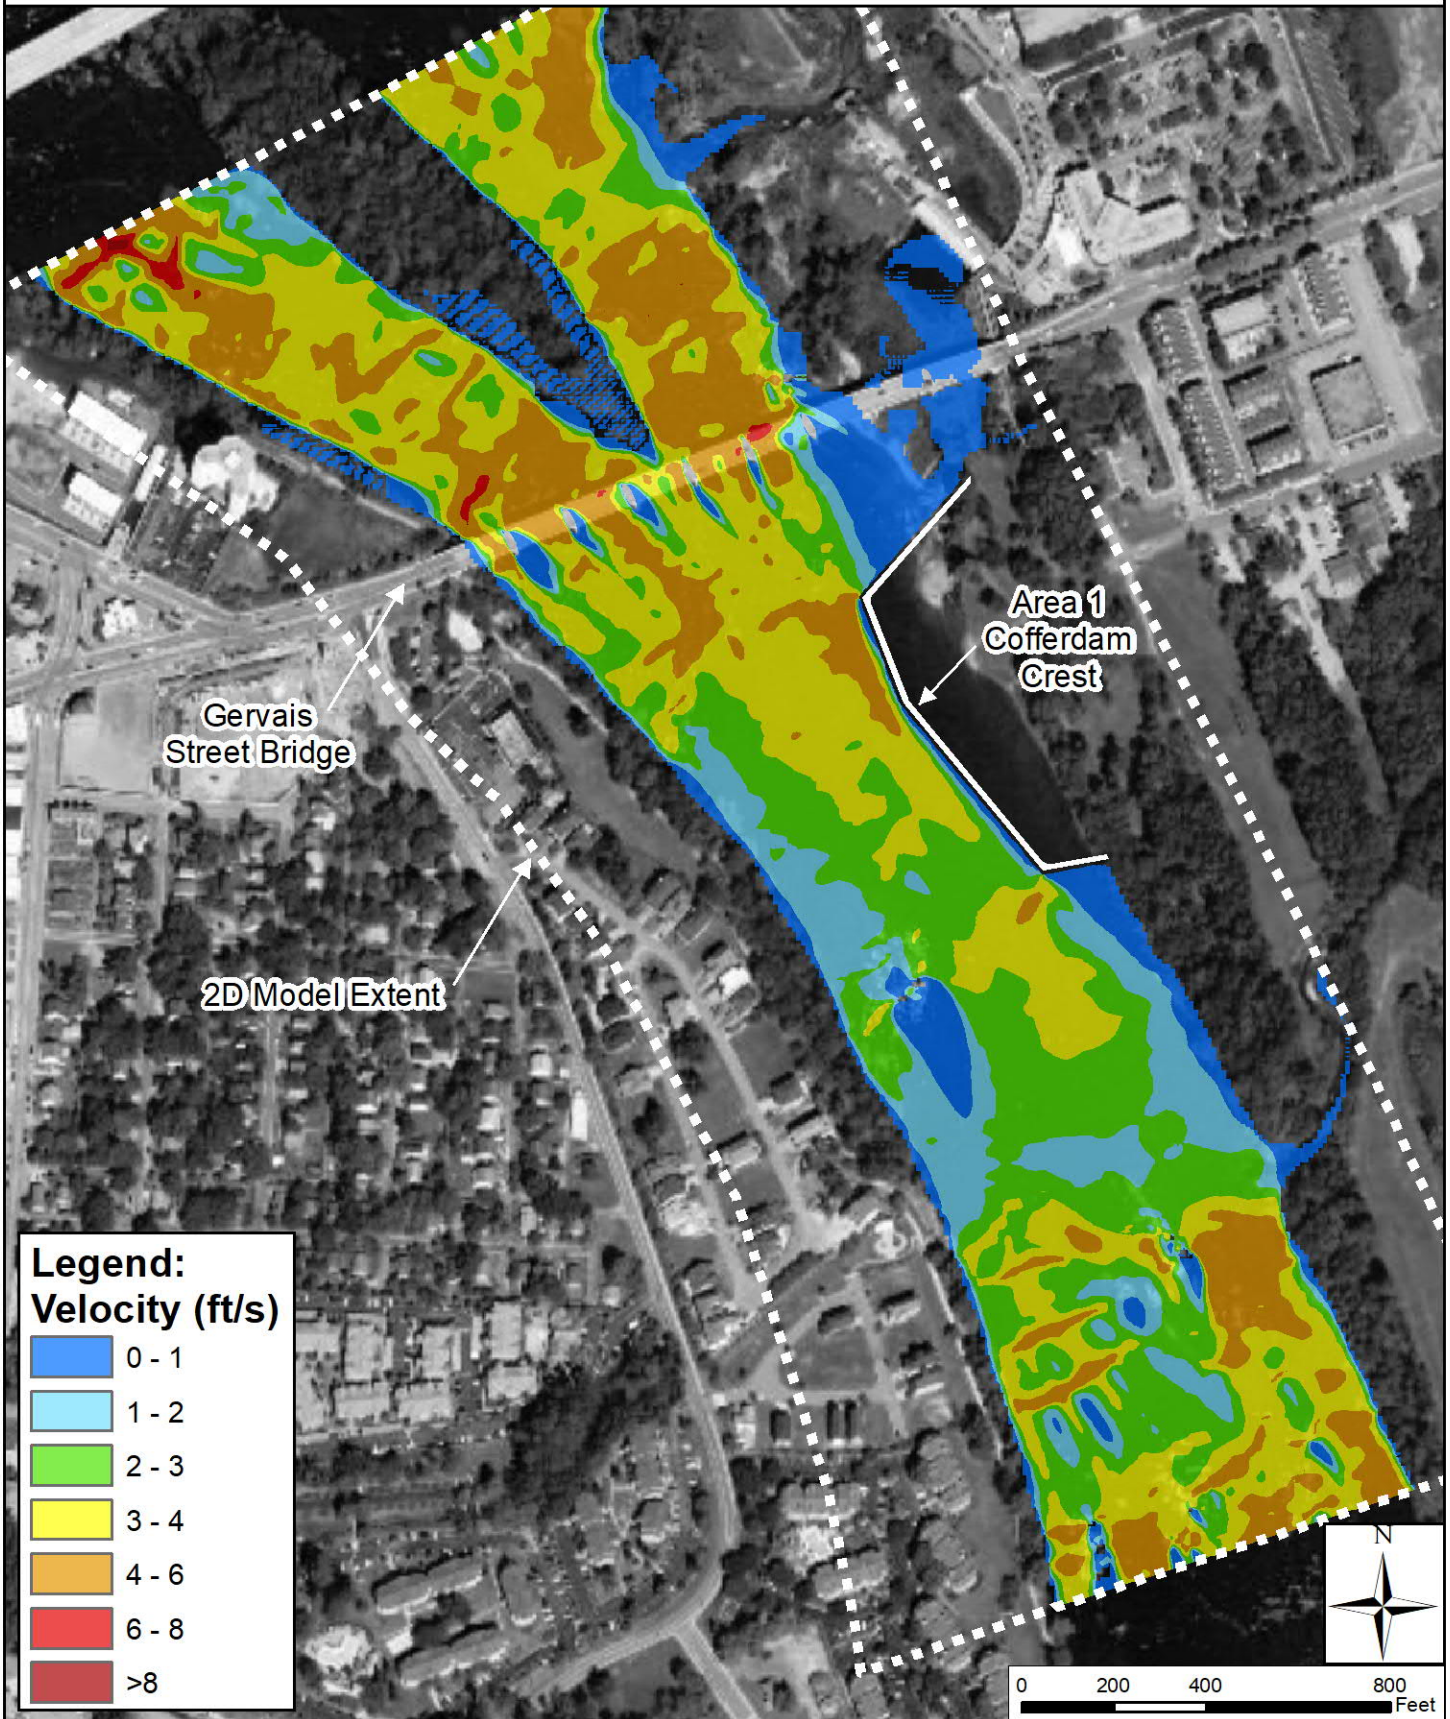 Area 1
Cofferdam
Crest
Gervais
Street Bridge
2D Model Extent
Legend:
Velocity (ft/s)
0 - 1
1 - 2
2 - 3
3 - 4
4 - 6
6 - 8
>8
N
0 200 400 800
Feet